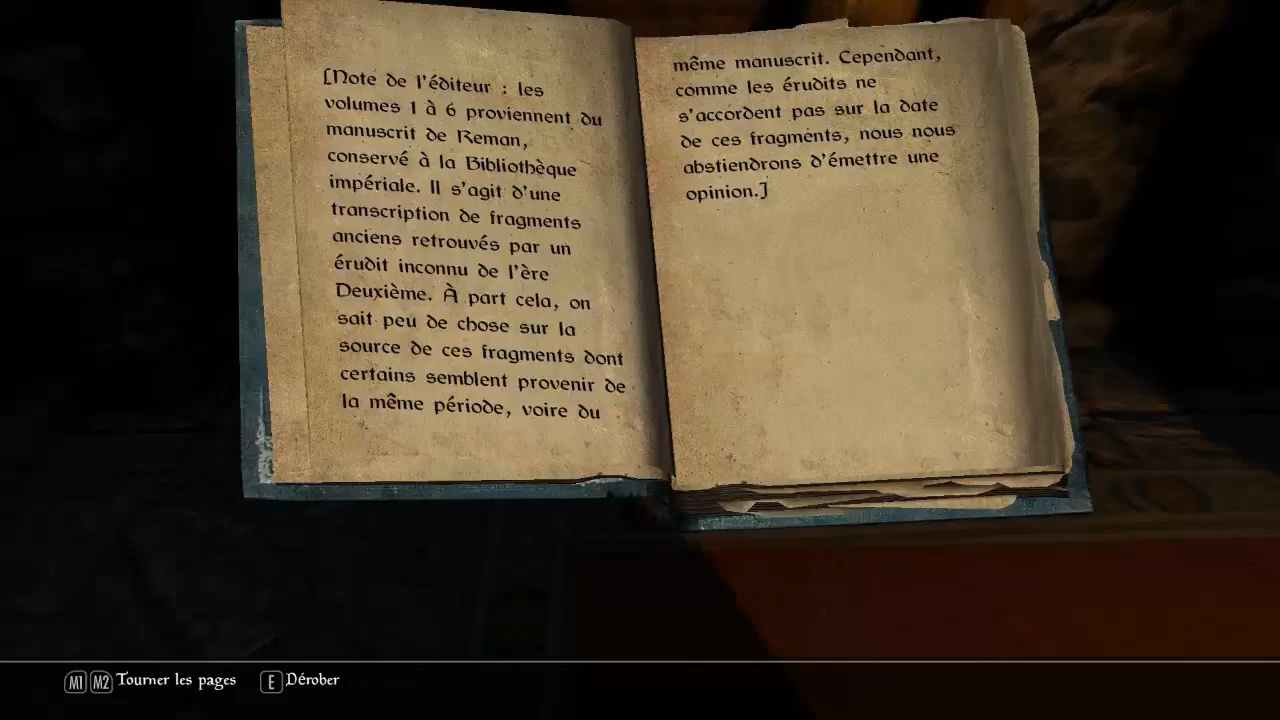 [Note de l'éditeur : les
volumes 1 à 6 proviennent du
manuscrit de Reman,
conservé à la Bibliothèque
impériale. Il s'agit d'une
transcription de fragments
anciens retrouvés par un
érudit inconnu de l'ère
Deuxième. À part cela, on
sait peu de chose sur la
source de ces fragments dont
certains semblent provenir de
la même période, voire du
même manuscrit. Cependant,
comme les érudits ne
s'accordent pas sur la date
de ces fragments, nous nous
abstiendrons d'émettre une
opinion.]
M1 M2 Tourner les pages E Dérober